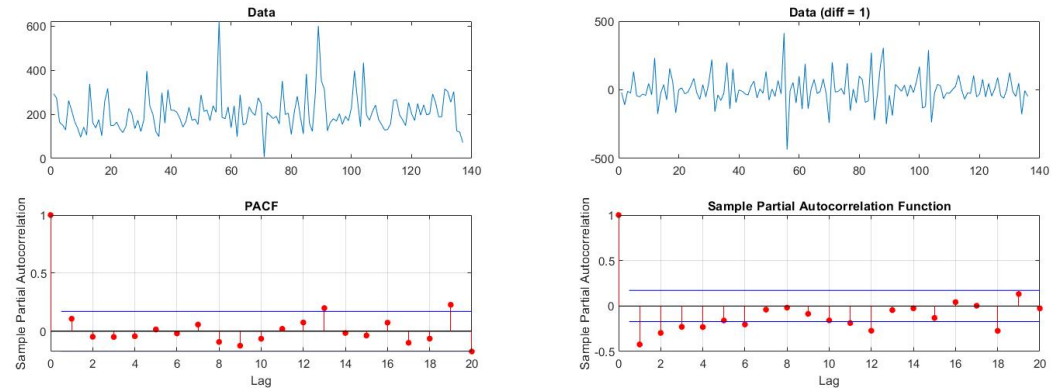 Data
600
400
200
0
0 20 40 60 80 100 120 140
Data (diff = 1)
500
0
-500
0 20 40 60 80 100 120 140
PACF
Sample Partial Autocorrelation
1
0.5
0
0 2 4 6 8 10 12 14 16 18 20
Lag
Sample Partial Autocorrelation Function
Sample Partial Autocorrelation
1
0.5
0
-0.5
0 2 4 6 8 10 12 14 16 18 20
Lag